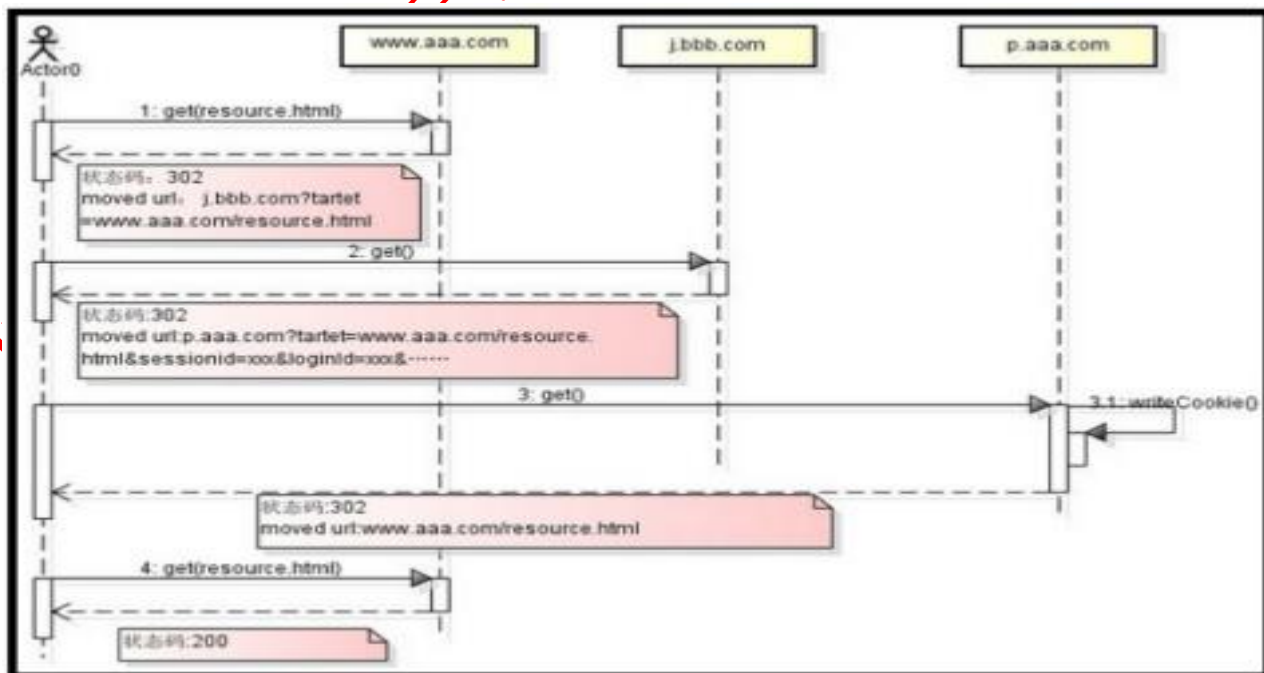 www.aaa.com
j.bbb.com
p.aaa.com
Actor0
1: get(resource.html)
状态码：302
moved url： j.bbb.com?tartet
=www.aaa.com/resource.html
2: get()
状态码:302
moved url:p.aaa.com?tartet=www.aaa.com/resource.
html&sessionid=xxx&loginId=xxx&······
3: get()
3.1: writeCookie()
状态码:302
moved url:www.aaa.com/resource.html
4: get(resource.html)
状态码:200